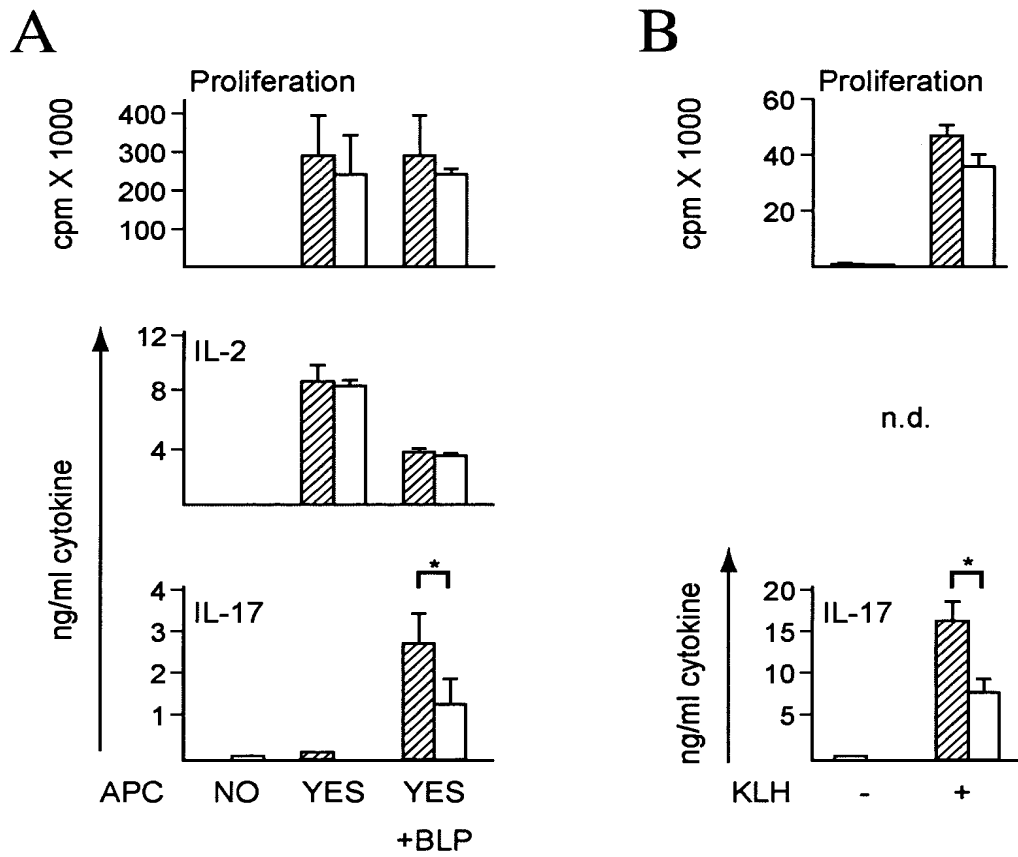 A
Proliferation
cpm X 1000
400
300
200
100
ng/ml cytokine
IL-2
12
8
4
IL-17
*
4
3
2
1
APC NO YES YES
+BLP
B
Proliferation
cpm X 1000
60
40
20
n.d.
ng/ml cytokine
IL-17
*
20
15
10
5
KLH - +